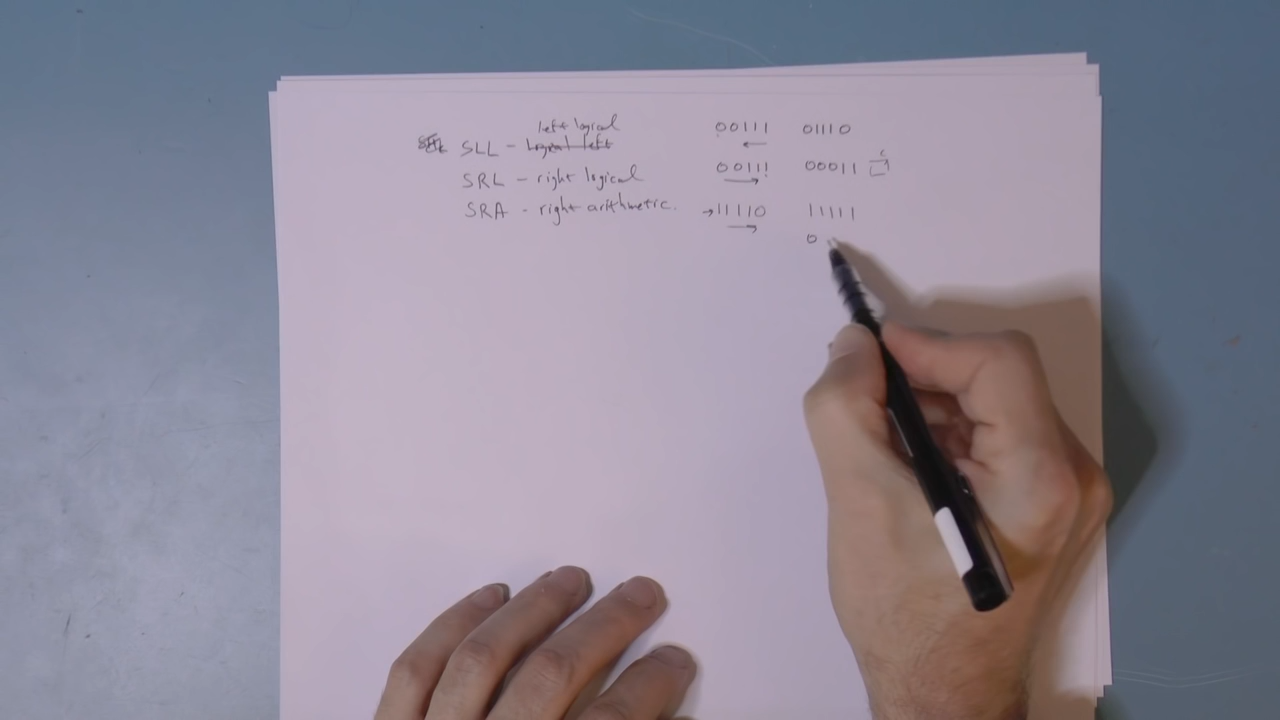 left logical
SLL - logical left 00111 01110
←
SRL - right logical 00111 00011 c
→
SRA - right arithmetic. →11110 11111
→
0